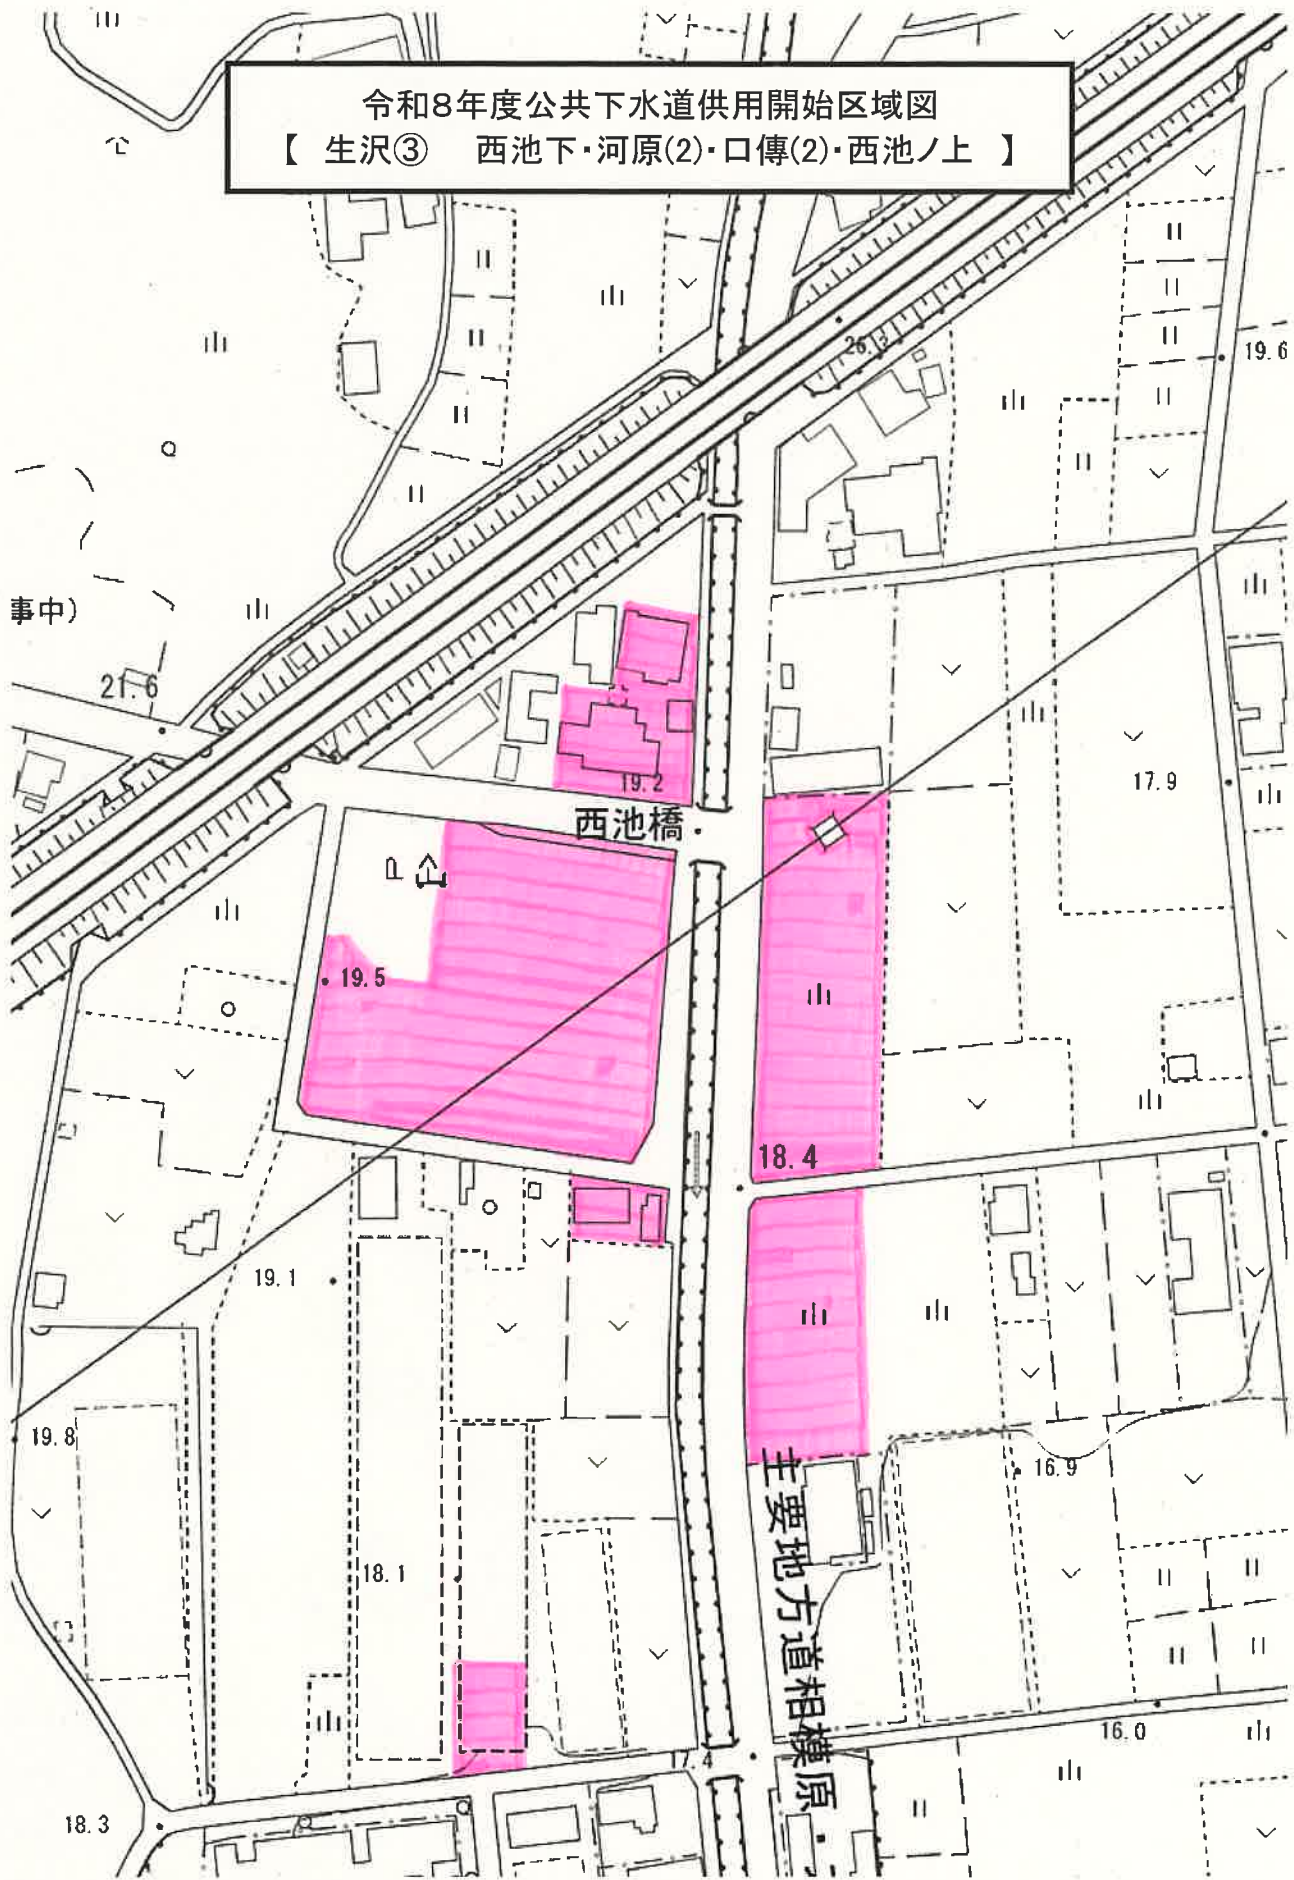 令和8年度公共下水道供用開始区域図
【 生沢③ 西池下・河原(2)・口傳(2)・西池ノ上 】
26.3
19.6
事中)
21.6
19.2
西池橋
17.9
P
19.5
18.4
19.1
19.8
16.9
主要地方道相模原
18.1
16.0
17.4
18.3